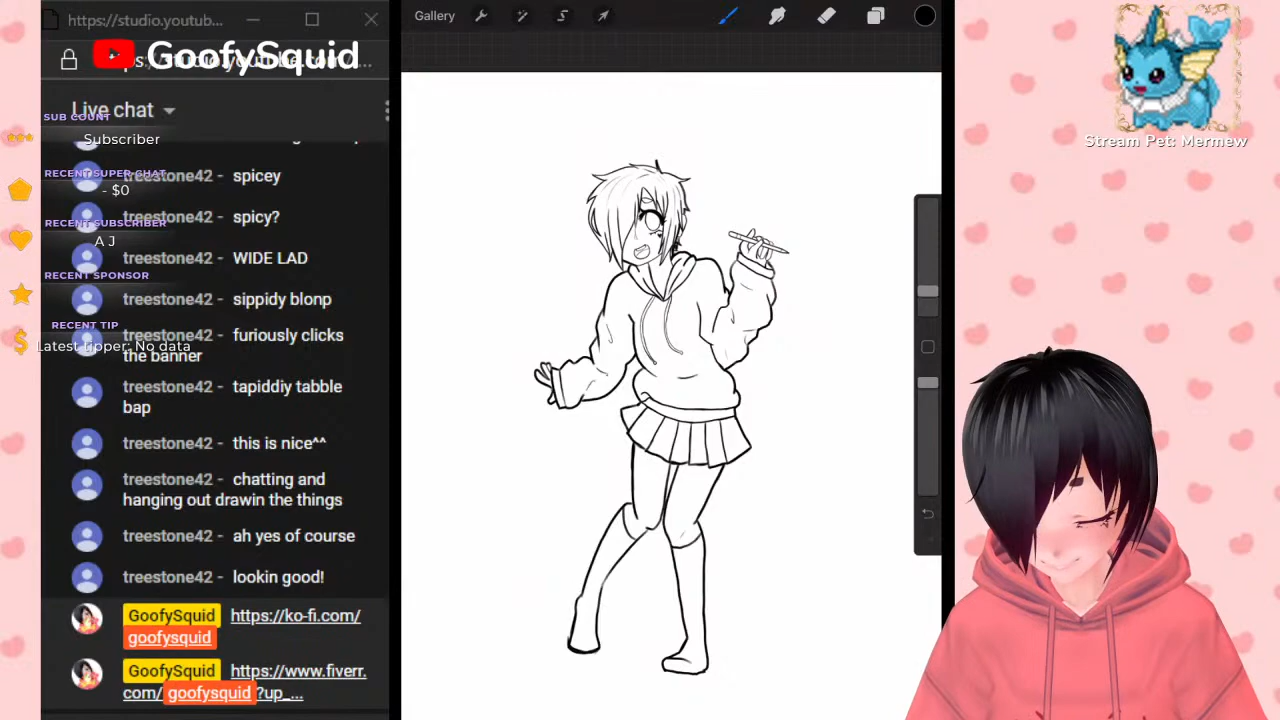 https://studio.youtub...
GoofySquid
Live chat
SUB COUNT
Subscriber
treestone42 - spicey
RECENT SUPER CHAT
- $0
treestone42 - spicy?
RECENT SUBSCRIBER
A J
treestone42 - WIDE LAD
RECENT SPONSOR
treestone42 - sippidy blonp
RECENT TIP
treestone42 - furiously clicks
the banner
Latest tipper: No data
treestone42 - tapiddiy tabble
bap
treestone42 - this is nice^^
treestone42 - chatting and
hanging out drawin the things
treestone42 - ah yes of course
treestone42 - lookin good!
GoofySquid https://ko-fi.com/
goofysquid
GoofySquid https://www.fiverr.
com/goofysquid?up_...
Gallery
Stream Pet: Mermew